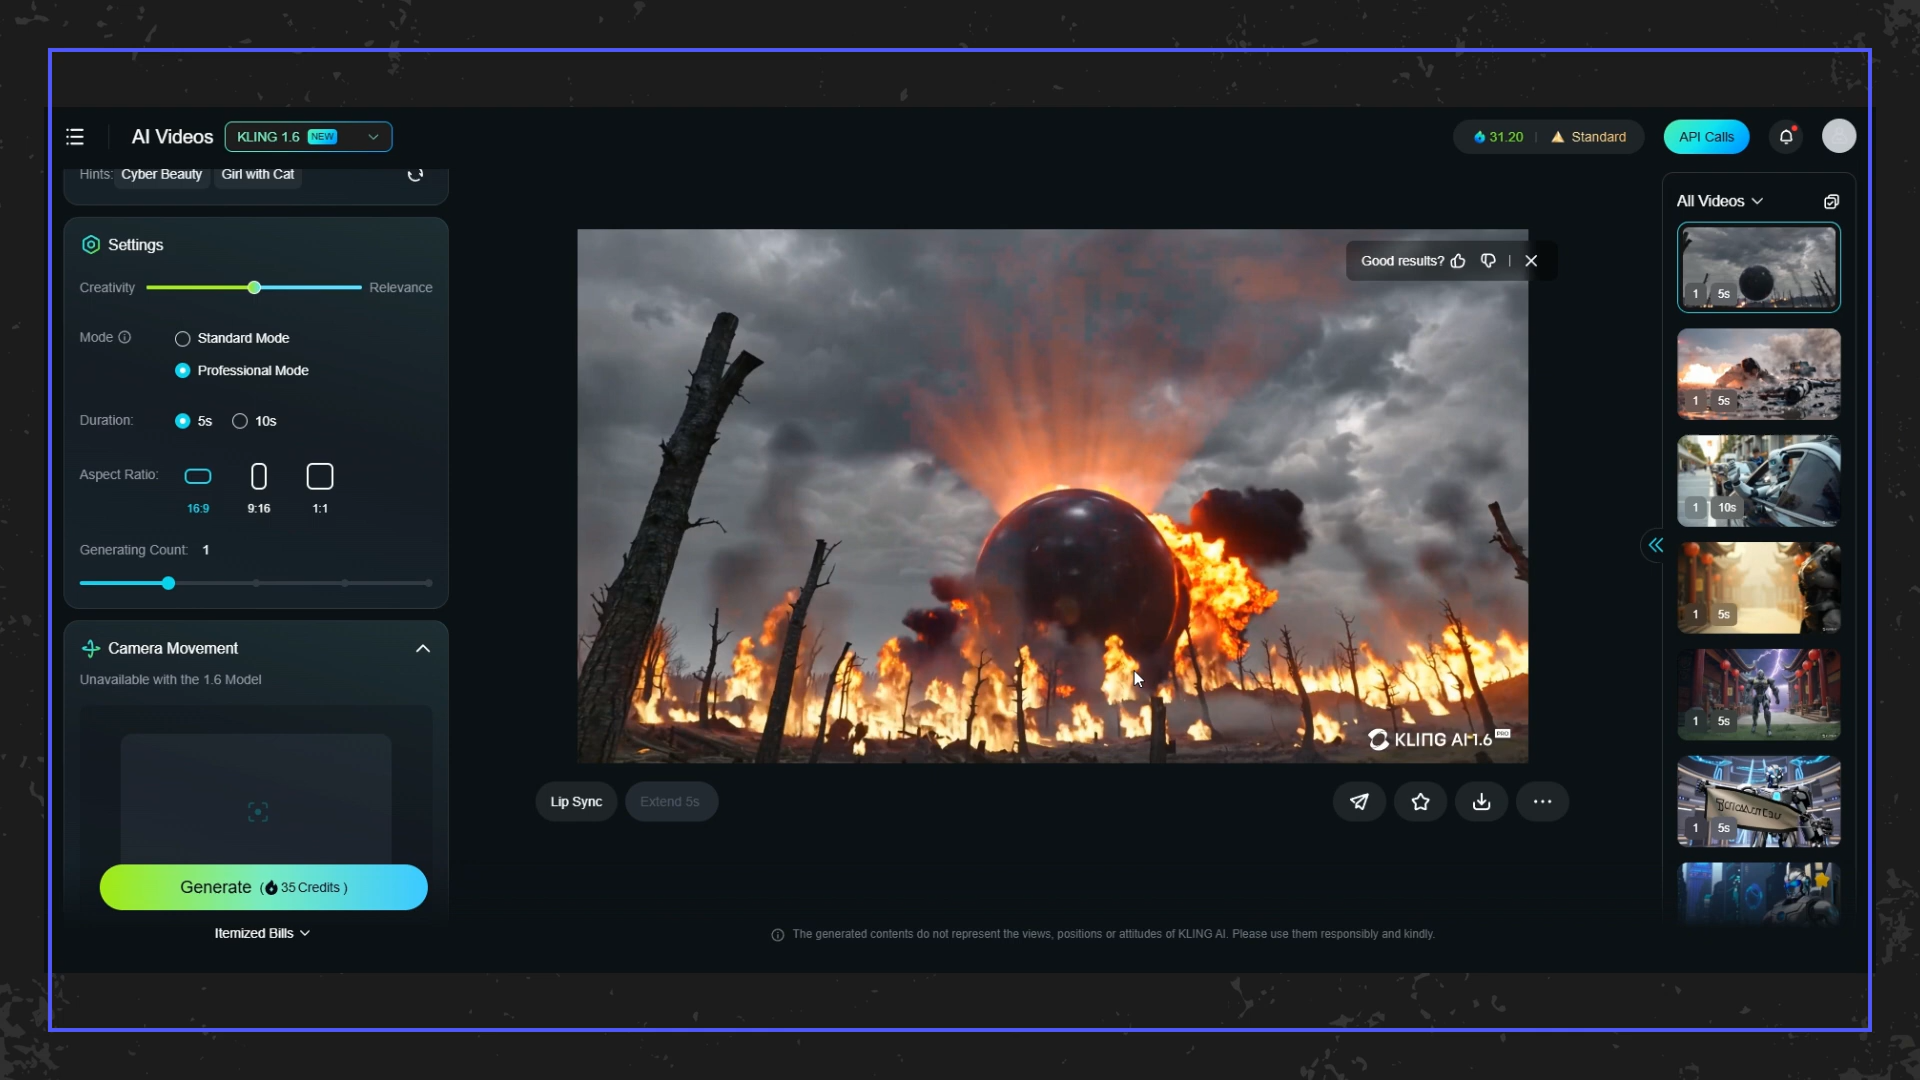 AI Videos KLING 1.6 NEW
31.20 Standard API Calls
Hints: Cyber Beauty Girl with Cat
Settings
Creativity Relevance
Mode Standard Mode
Professional Mode
Duration: 5s 10s
Aspect Ratio:
16:9 9:16 1:1
Generating Count: 1
Camera Movement
Unavailable with the 1.6 Model
Generate ( 35 Credits )
Itemized Bills
Good results?
KLING AI 1.6 PRO
Lip Sync Extend 5s
The generated contents do not represent the views, positions or attitudes of KLING AI. Please use them responsibly and kindly.
All Videos
1 5s
1 5s
1 10s
1 5s
1 5s
1 5s